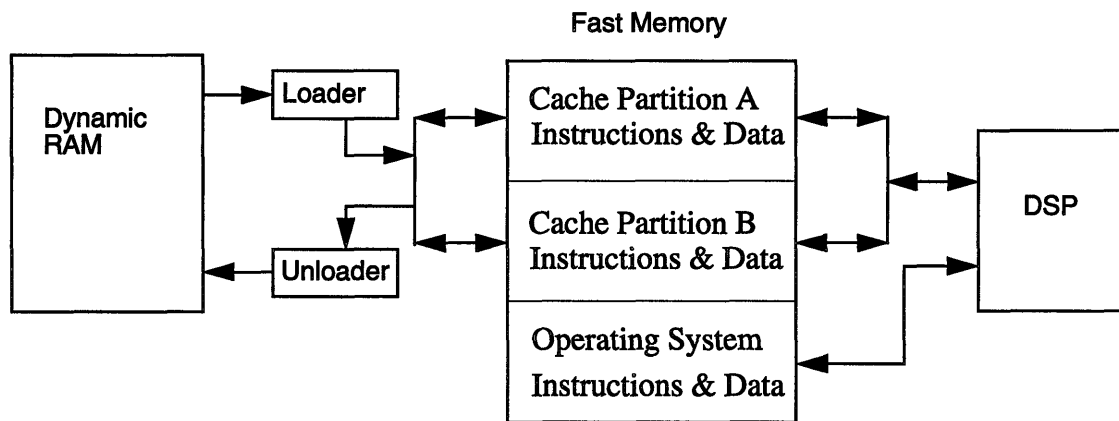 Fast Memory
Dynamic
RAM
Loader
Unloader
Cache Partition A
Instructions & Data
Cache Partition B
Instructions & Data
Operating System
Instructions & Data
DSP